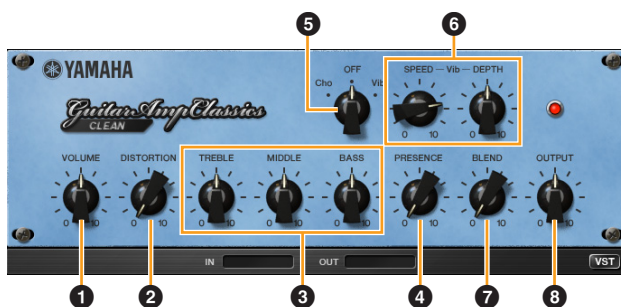 5
6
YAMAHA
OFF
Cho
Vib
SPEED — Vib — DEPTH
0 10
0 10
GuitarAmpClassics
CLEAN
VOLUME DISTORTION TREBLE MIDDLE BASS PRESENCE BLEND OUTPUT
0 10 0 10 0 10 0 10 0 10 0 10 0 10 0 10
IN OUT VST
1 2 3 4 7 8